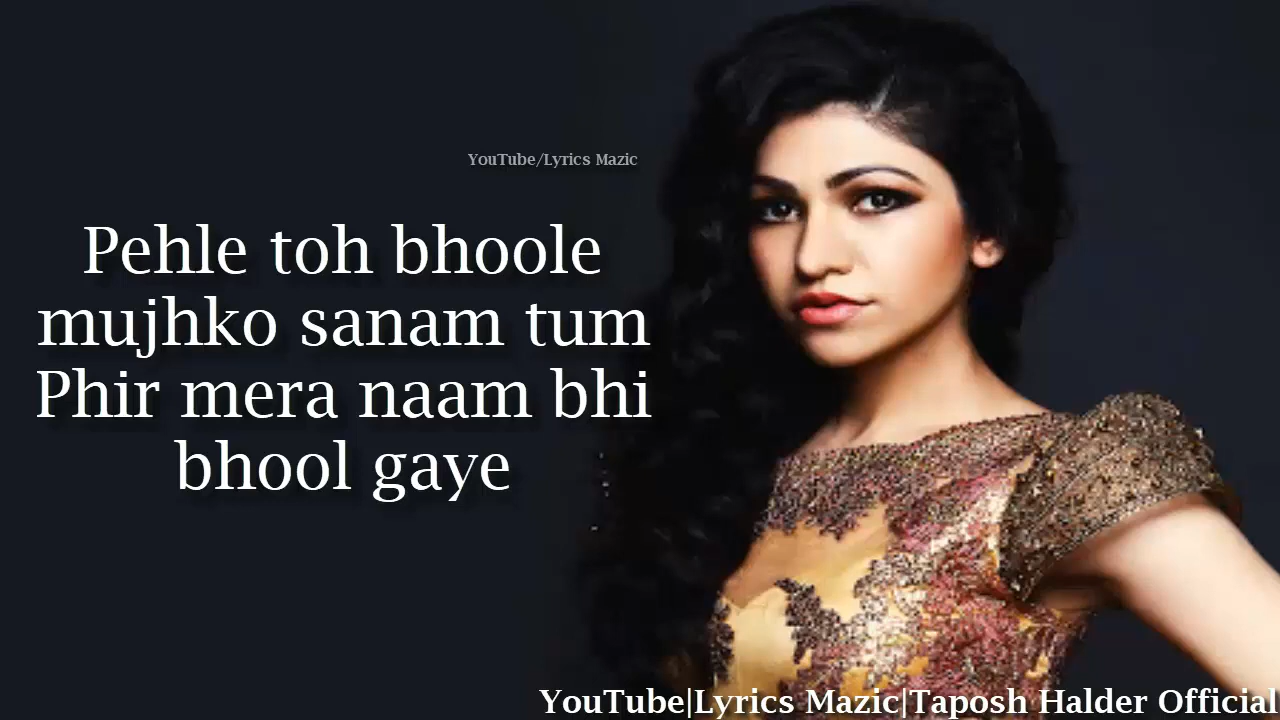 YouTube/Lyrics Mazic
Pehle toh bhoole
mujhko sanam tum
Phir mera naam bhi
bhool gaye
YouTube|Lyrics Mazic|Taposh Halder Official